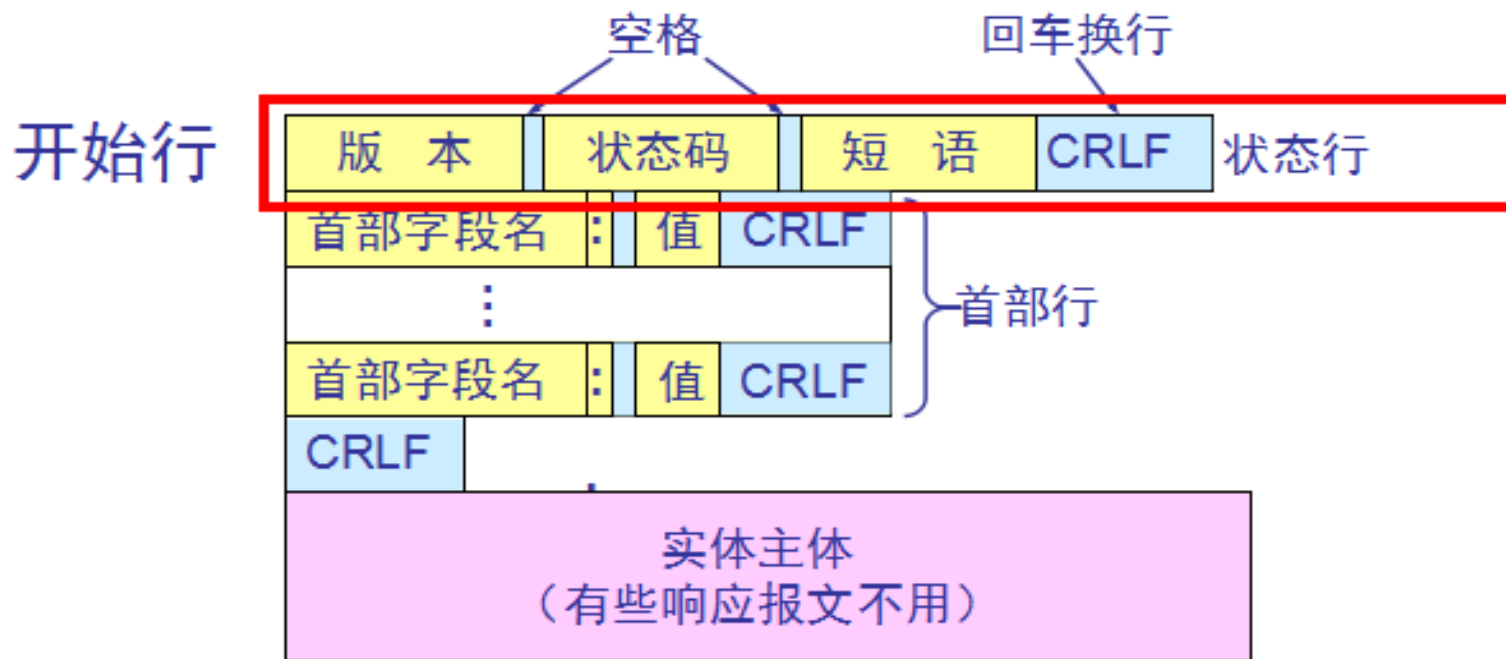 空格 回车换行
开始行 版 本 状态码 短 语 CRLF 状态行
首部字段名 : 值 CRLF
⋮ 首部行
首部字段名 : 值 CRLF
CRLF
实体主体
（有些响应报文不用）